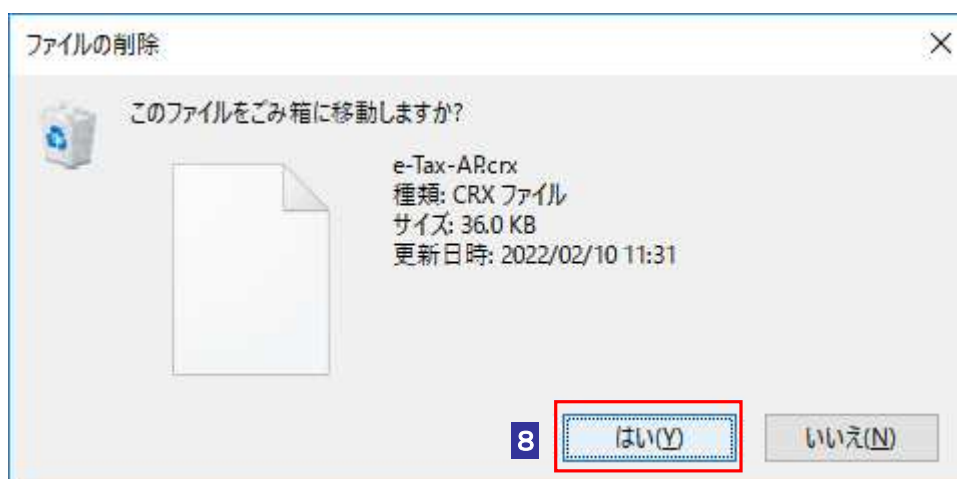 ファイルの削除
このファイルをごみ箱に移動しますか?
e-Tax-AP.crx
種類: CRX ファイル
サイズ: 36.0 KB
更新日時: 2022/02/10 11:31
8
はい(Y)
いいえ(N)